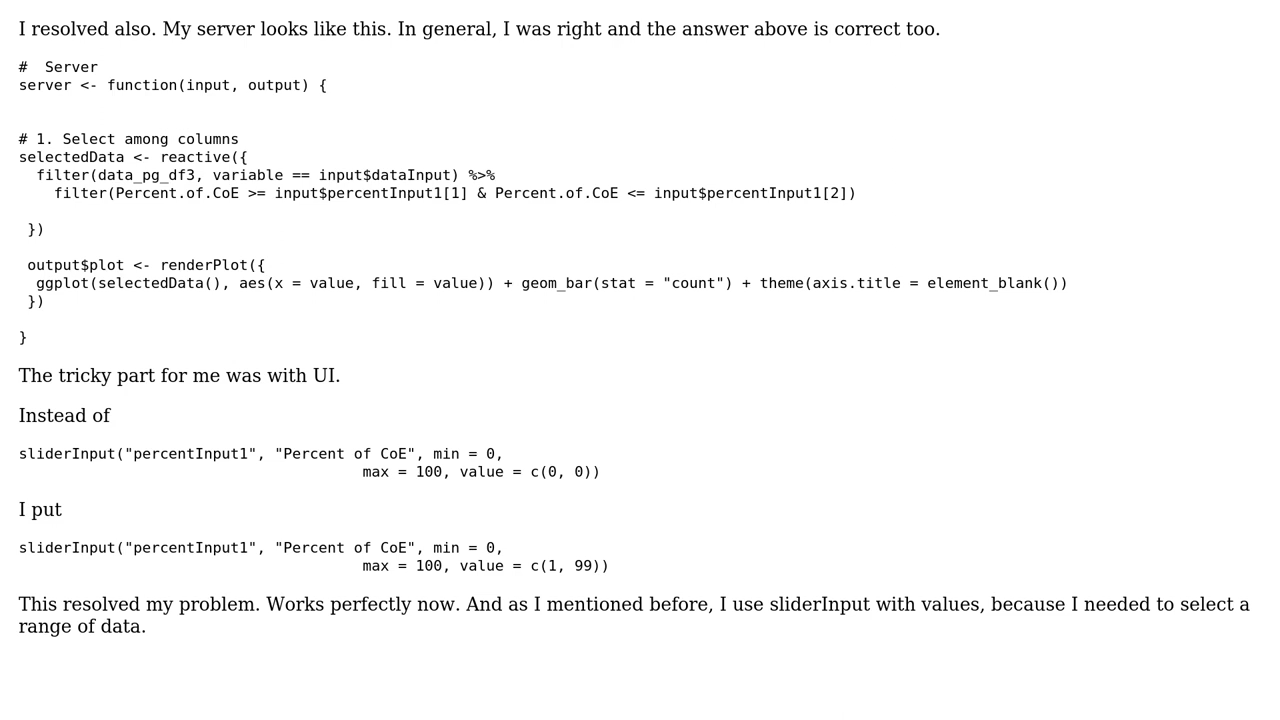 I resolved also. My server looks like this. In general, I was right and the answer above is correct too.
#  Server
server <- function(input, output) {
# 1. Select among columns
selectedData <- reactive({
  filter(data_pg_df3, variable == input$dataInput) %>%
    filter(Percent.of.CoE >= input$percentInput1[1] & Percent.of.CoE <= input$percentInput1[2])
 })
 output$plot <- renderPlot({
  ggplot(selectedData(), aes(x = value, fill = value)) + geom_bar(stat = "count") + theme(axis.title = element_blank())
 })
}
The tricky part for me was with UI.
Instead of
sliderInput("percentInput1", "Percent of CoE", min = 0,
                                       max = 100, value = c(0, 0))
I put
sliderInput("percentInput1", "Percent of CoE", min = 0,
                                       max = 100, value = c(1, 99))
This resolved my problem. Works perfectly now. And as I mentioned before, I use sliderInput with values, because I needed to select a
range of data.